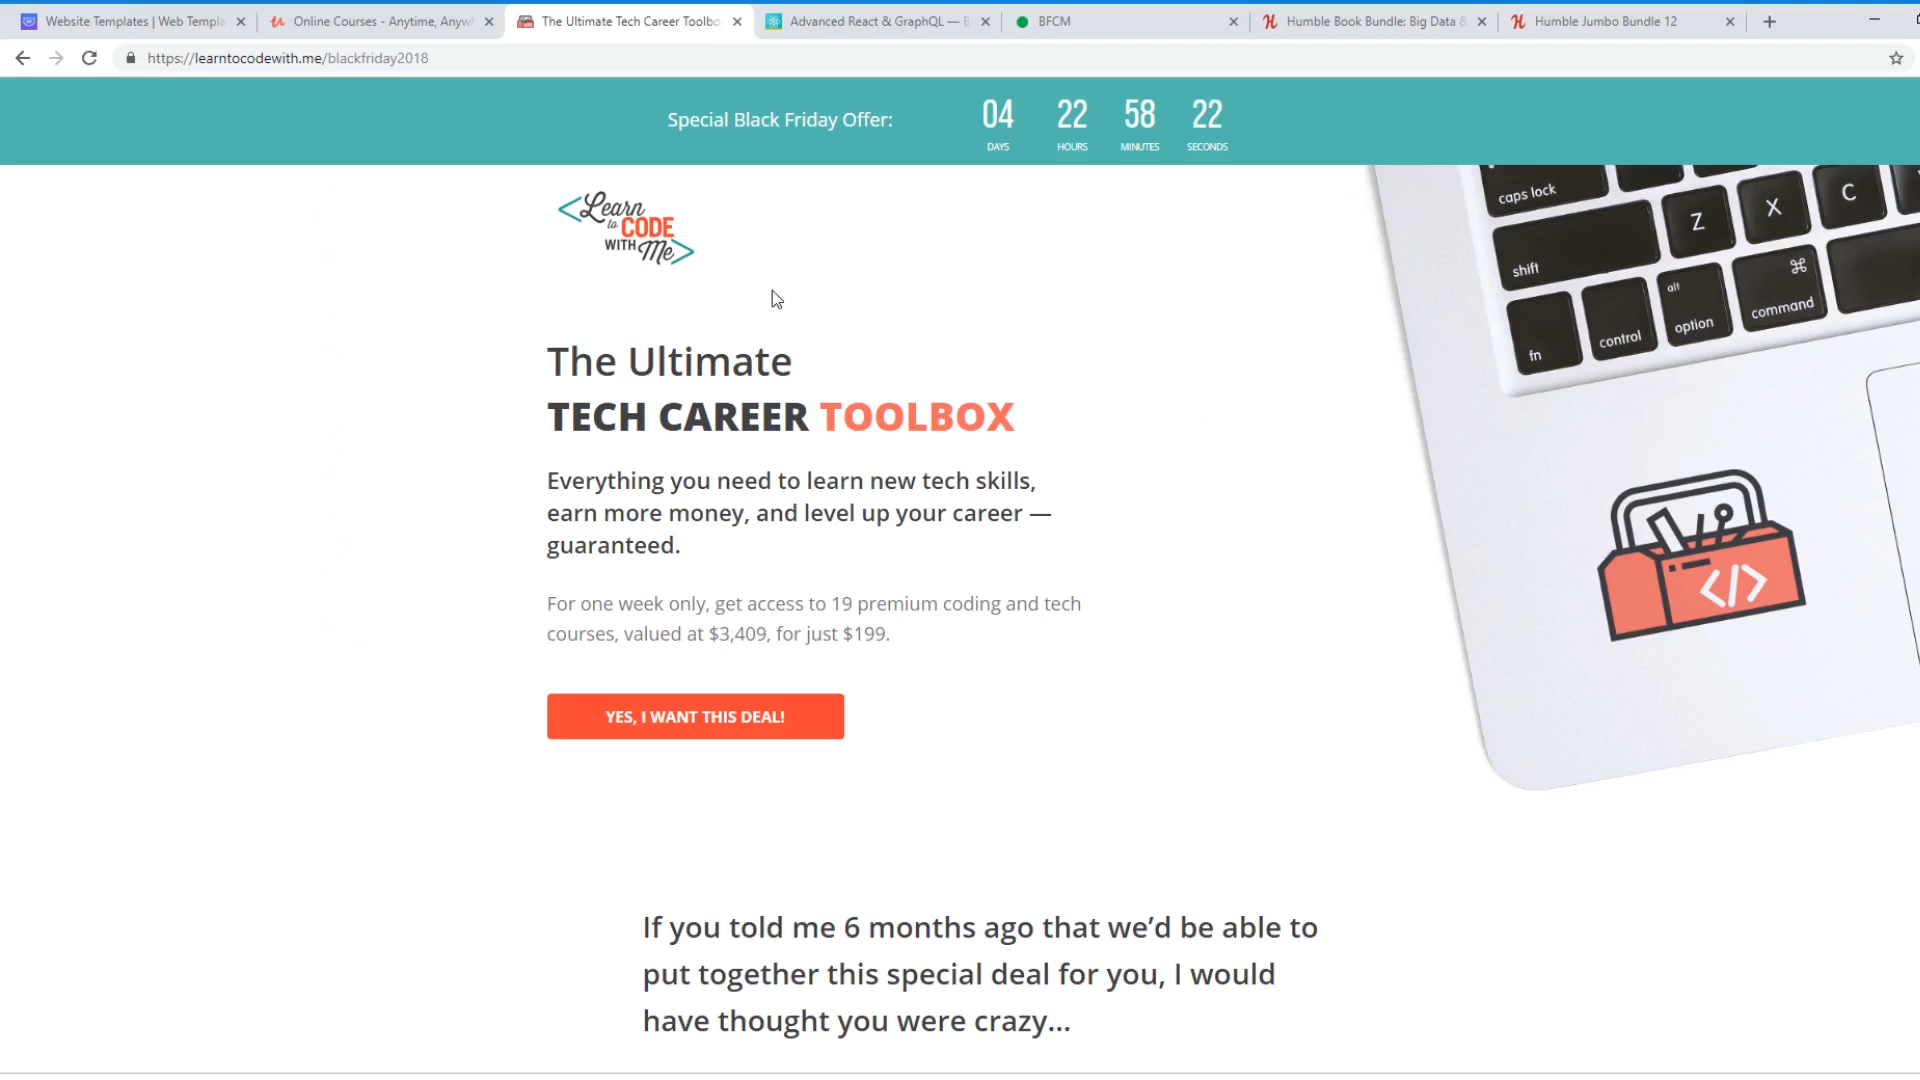 Website Templates | Web Templa
Online Courses - Anytime, Anyw
The Ultimate Tech Career Toolbo
Advanced React & GraphQL —
BFCM
Humble Book Bundle: Big Data &
Humble Jumbo Bundle 12
https://learntocodewith.me/blackfriday2018
Special Black Friday Offer:
04 22 58 22
DAYS HOURS MINUTES SECONDS
<Learn
to CODE
WITH Me>
caps lock
Z X C
shift
fn control alt option ⌘ command
</>
The Ultimate
TECH CAREER TOOLBOX
Everything you need to learn new tech skills,
earn more money, and level up your career —
guaranteed.
For one week only, get access to 19 premium coding and tech
courses, valued at $3,409, for just $199.
YES, I WANT THIS DEAL!
If you told me 6 months ago that we’d be able to
put together this special deal for you, I would
have thought you were crazy...